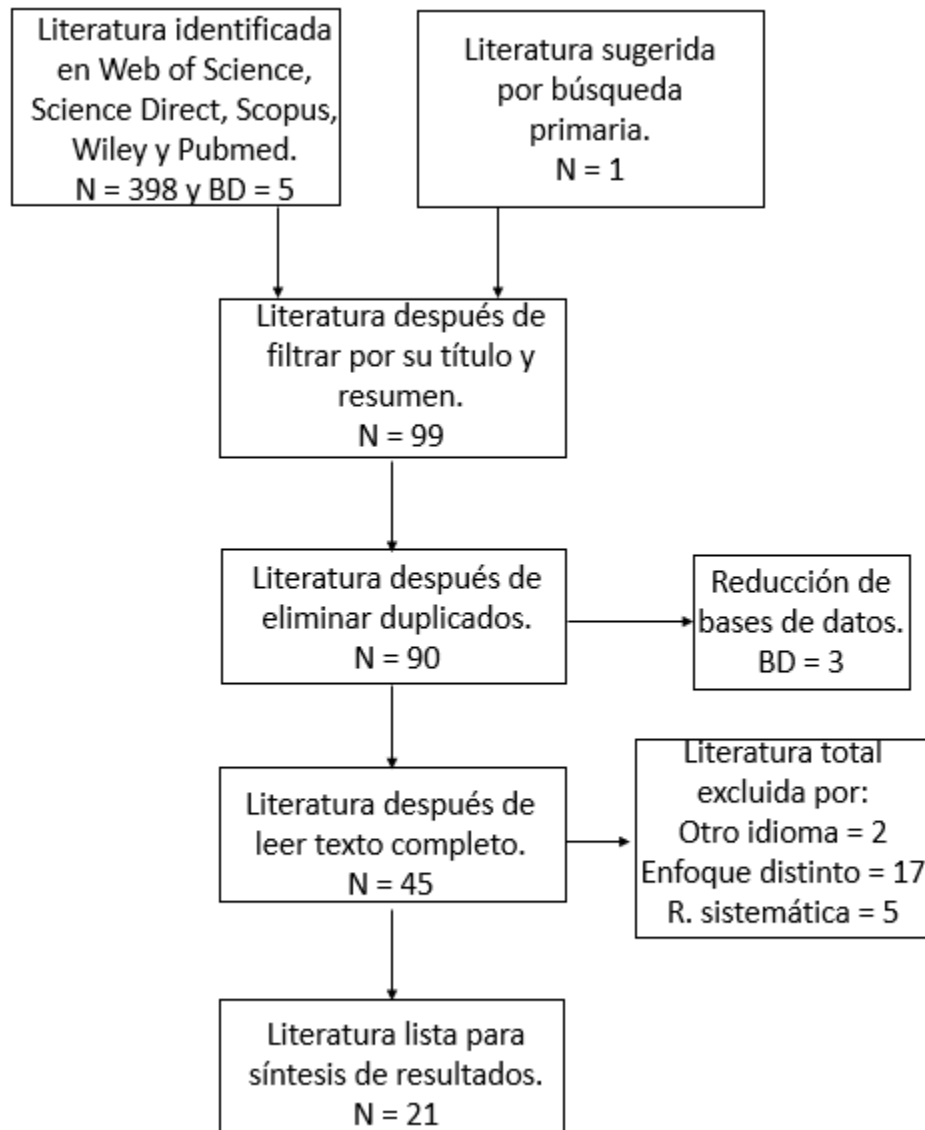 Literatura identificada
en Web of Science,
Science Direct, Scopus,
Wiley y Pubmed.
N = 398 y BD = 5
Literatura sugerida
por búsqueda
primaria.
N = 1
Literatura después de
filtrar por su título y
resumen.
N = 99
Literatura después de
eliminar duplicados.
N = 90
Reducción de
bases de datos.
BD = 3
Literatura después de
leer texto completo.
N = 45
Literatura total
excluida por:
Otro idioma = 2
Enfoque distinto = 17
R. sistemática = 5
Literatura lista para
síntesis de resultados.
N = 21